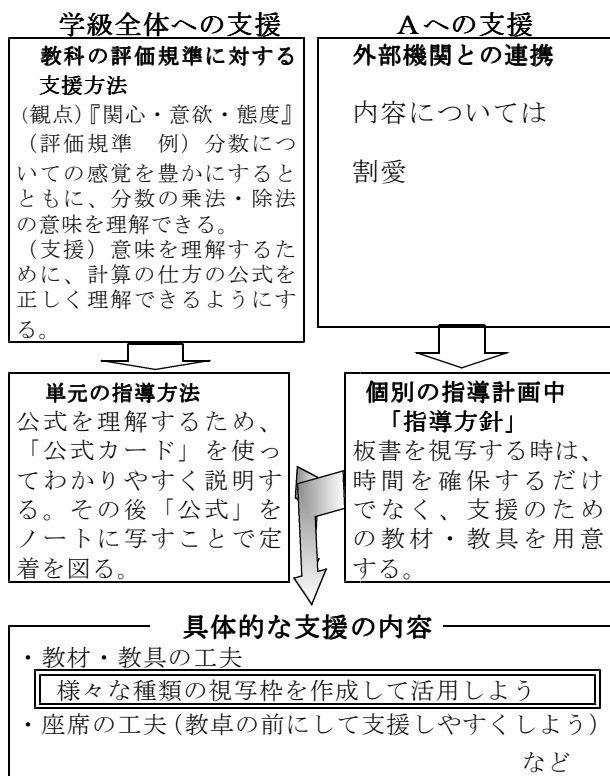 学級全体への支援
教科の評価規準に対する
支援方法
(観点)『関心・意欲・態度』
(評価規準　例)分数につ
いての感覚を豊かにすると
ともに、分数の乗法・除法
の意味を理解できる。
(支援)意味を理解するた
めに、計算の仕方の公式を
正しく理解できるようにす
る。
Aへの支援
外部機関との連携
内容については
割愛
単元の指導方法
公式を理解するため、
「公式カード」を使っ
てわかりやすく説明す
る。その後「公式」を
ノートに写すことで定
着を図る。
個別の指導計画中
「指導方針」
板書を視写する時は、
時間を確保するだけ
でなく、支援のため
の教材・教具を用意
する。
具体的な支援の内容
・教材・教具の工夫
様々な種類の視写枠を作成して活用しよう
・座席の工夫(教卓の前にして支援しやすくしよう)
など